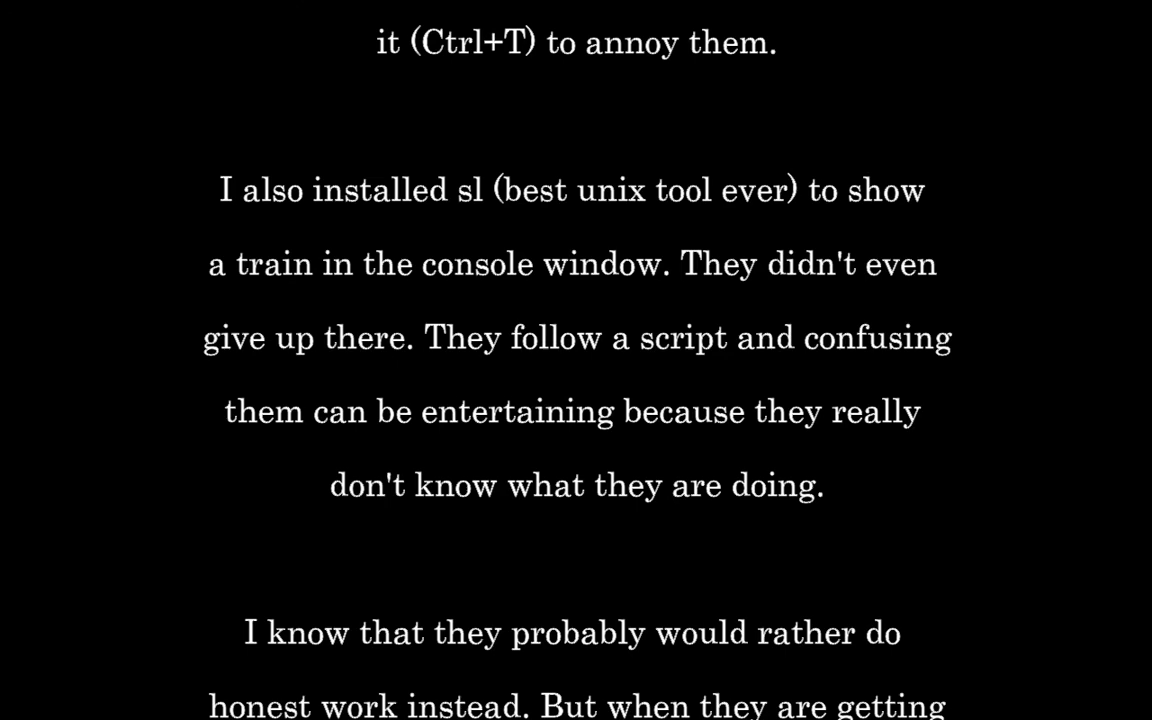 it (Ctrl+T) to annoy them.
I also installed sl (best unix tool ever) to show
a train in the console window. They didn't even
give up there. They follow a script and confusing
them can be entertaining because they really
don't know what they are doing.
I know that they probably would rather do
honest work instead. But when they are getting